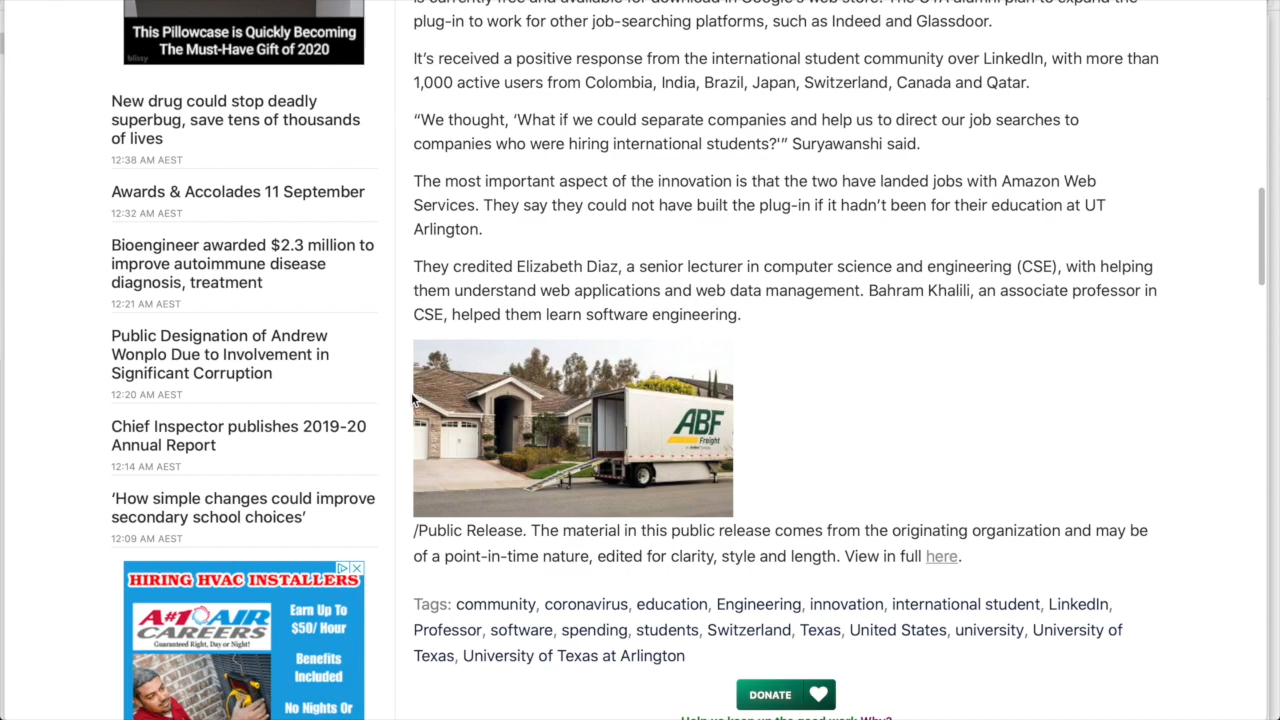 This Pillowcase is Quickly Becoming
The Must-Have Gift of 2020
blissy
New drug could stop deadly
superbug, save tens of thousands
of lives
12:38 AM AEST
Awards & Accolades 11 September
12:32 AM AEST
Bioengineer awarded $2.3 million to
improve autoimmune disease
diagnosis, treatment
12:21 AM AEST
Public Designation of Andrew
Wonplo Due to Involvement in
Significant Corruption
12:20 AM AEST
Chief Inspector publishes 2019-20
Annual Report
12:14 AM AEST
‘How simple changes could improve
secondary school choices’
12:09 AM AEST
HIRING HVAC INSTALLERS
A#1 AIR
CAREERS
Guaranteed Right, Day or Night!
Earn Up To
$50/ Hour
Benefits
Included
No Nights Or
plug-in to work for other job-searching platforms, such as Indeed and Glassdoor.
It’s received a positive response from the international student community over LinkedIn, with more than
1,000 active users from Colombia, India, Brazil, Japan, Switzerland, Canada and Qatar.
“We thought, ‘What if we could separate companies and help us to direct our job searches to
companies who were hiring international students?'” Suryawanshi said.
The most important aspect of the innovation is that the two have landed jobs with Amazon Web
Services. They say they could not have built the plug-in if it hadn’t been for their education at UT
Arlington.
They credited Elizabeth Diaz, a senior lecturer in computer science and engineering (CSE), with helping
them understand web applications and web data management. Bahram Khalili, an associate professor in
CSE, helped them learn software engineering.
ABF
Freight
/Public Release. The material in this public release comes from the originating organization and may be
of a point-in-time nature, edited for clarity, style and length. View in full here.
Tags: community, coronavirus, education, Engineering, innovation, international student, LinkedIn,
Professor, software, spending, students, Switzerland, Texas, United States, university, University of
Texas, University of Texas at Arlington
DONATE
Help us keep up the good work Why?